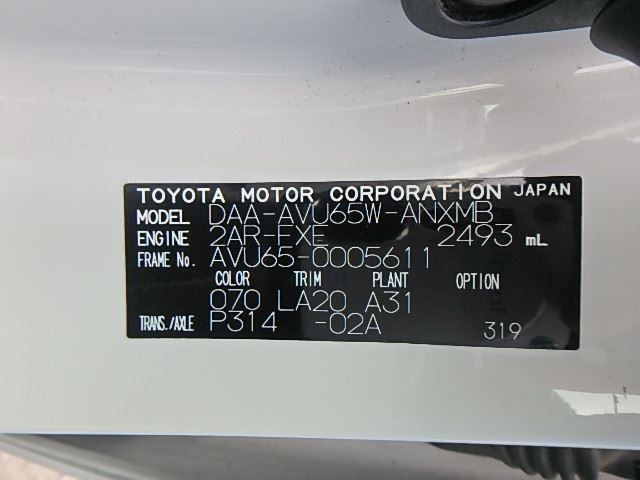 TOYOTA MOTOR CORPORATION JAPAN
MODEL DAA-AVU65W-ANXMB
ENGINE 2AR-FXE 2493 mL
FRAME No. AVU65-0005611
COLOR TRIM PLANT OPTION
070 LA20 A31
TRANS./AXLE P314 -02A 319